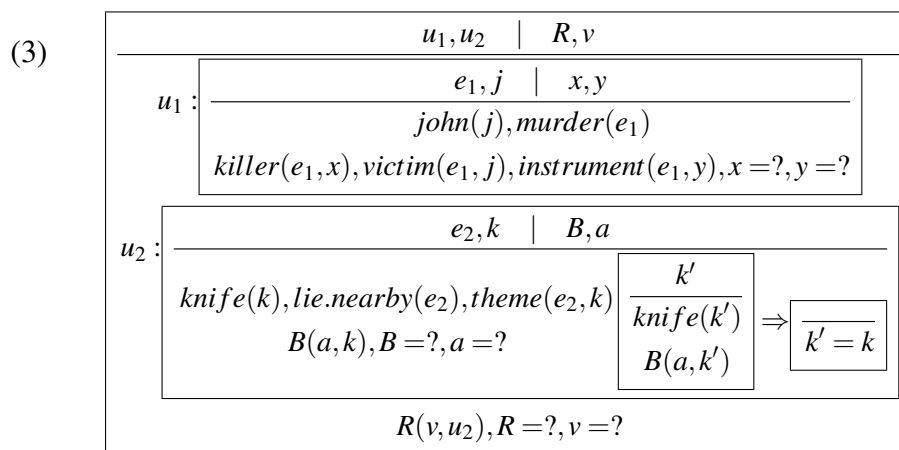 (3)
u₁, u₂ | R, v
u₁ : e₁, j | x, y
john(j), murder(e₁)
killer(e₁, x), victim(e₁, j), instrument(e₁, y), x =?, y =?
u₂ : e₂, k | B, a
knife(k), lie.nearby(e₂), theme(e₂, k)
B(a, k), B =?, a =?
k′
knife(k′)
B(a, k′)
⇒
k′ = k
R(v, u₂), R =?, v =?